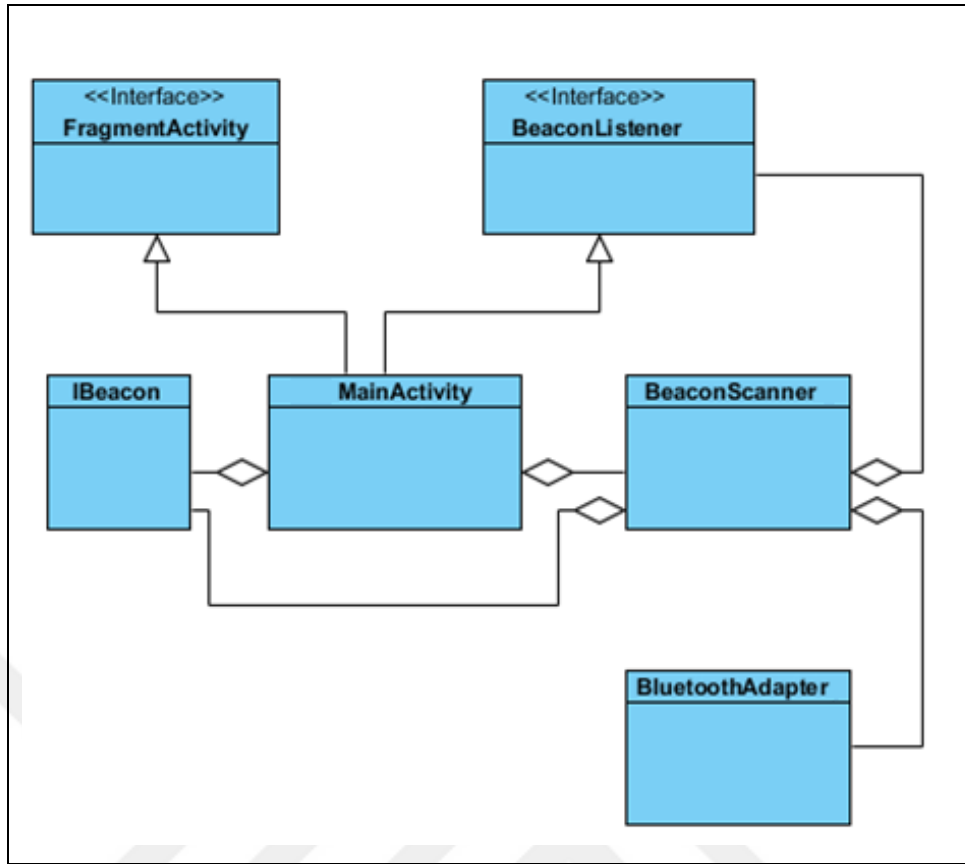 <<Interface>>
FragmentActivity
<<Interface>>
BeaconListener
IBeacon
MainActivity
BeaconScanner
BluetoothAdapter